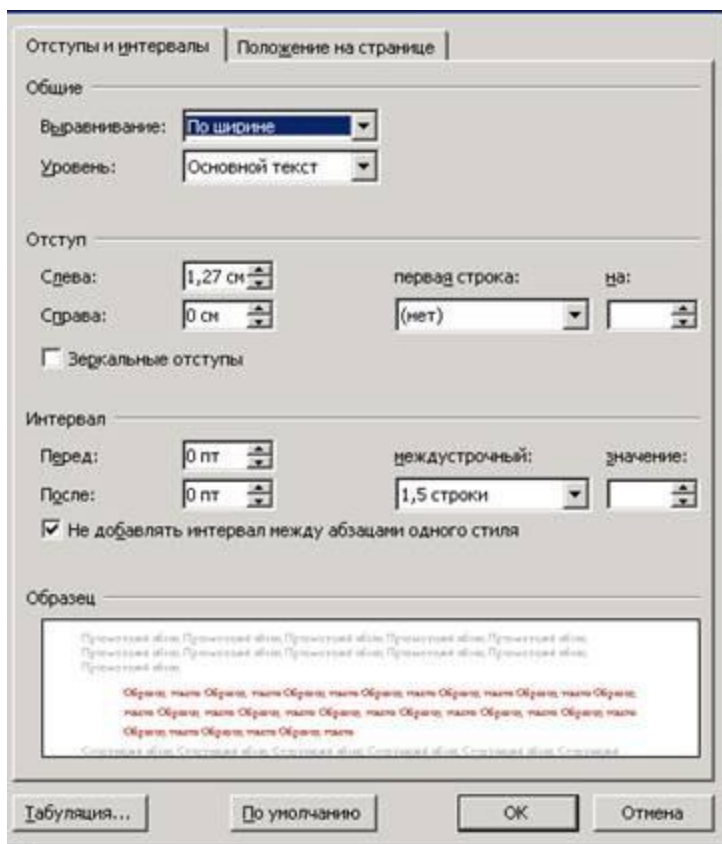 Отступы и интервалы Положение на странице
Общие
Выравнивание: По ширине
Уровень: Основной текст
Отступ
Слева: 1,27 см первая строка: на:
Справа: 0 см (нет)
Зеркальные отступы
Интервал
Перед: 0 пт междустрочный: значение:
После: 0 пт 1,5 строки
Не добавлять интервал между абзацами одного стиля
Образец
Табуляция... По умолчанию ОК Отмена